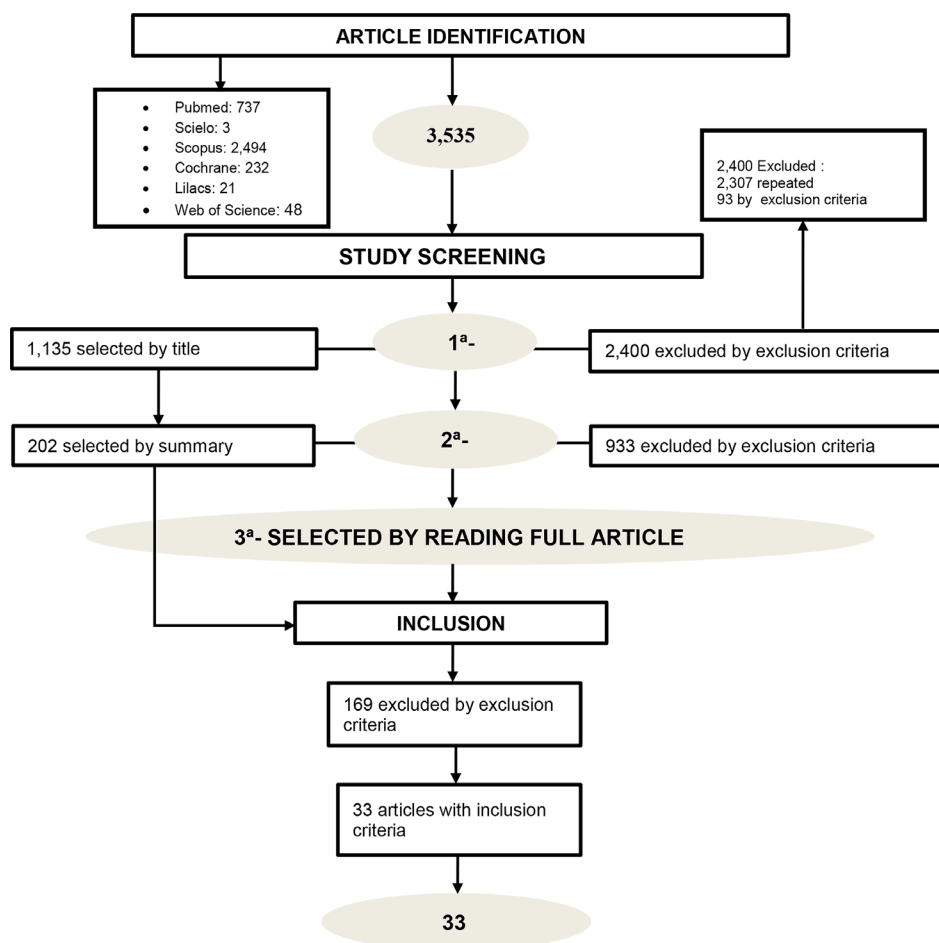 ARTICLE IDENTIFICATION
• Pubmed: 737
• Scielo: 3
• Scopus: 2,494
• Cochrane: 232
• Lilacs: 21
• Web of Science: 48
3,535
2,400 Excluded :
2,307 repeated
93 by exclusion criteria
STUDY SCREENING
1,135 selected by title
1ª-
2,400 excluded by exclusion criteria
202 selected by summary
2ª-
933 excluded by exclusion criteria
3ª- SELECTED BY READING FULL ARTICLE
INCLUSION
169 excluded by exclusion
criteria
33 articles with inclusion
criteria
33